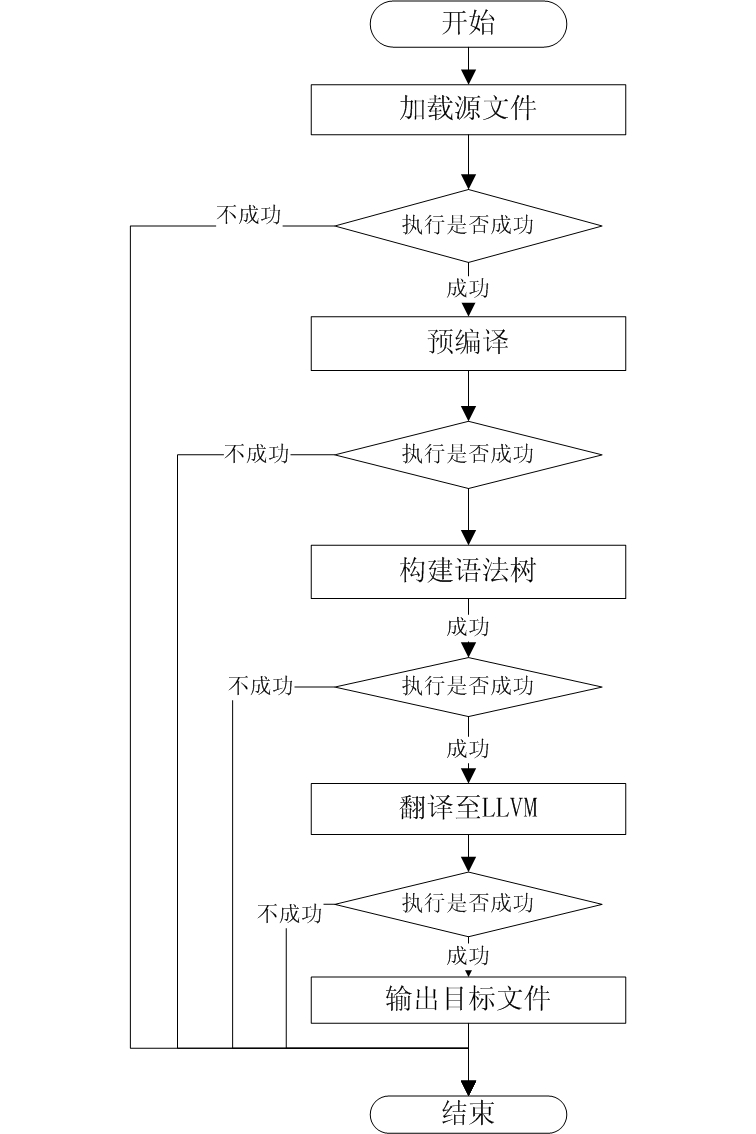 开始
加载源文件
不成功
执行是否成功
成功
预编译
不成功
执行是否成功
构建语法树
成功
不成功
执行是否成功
成功
翻译至LLVM
不成功
执行是否成功
成功
输出目标文件
结束